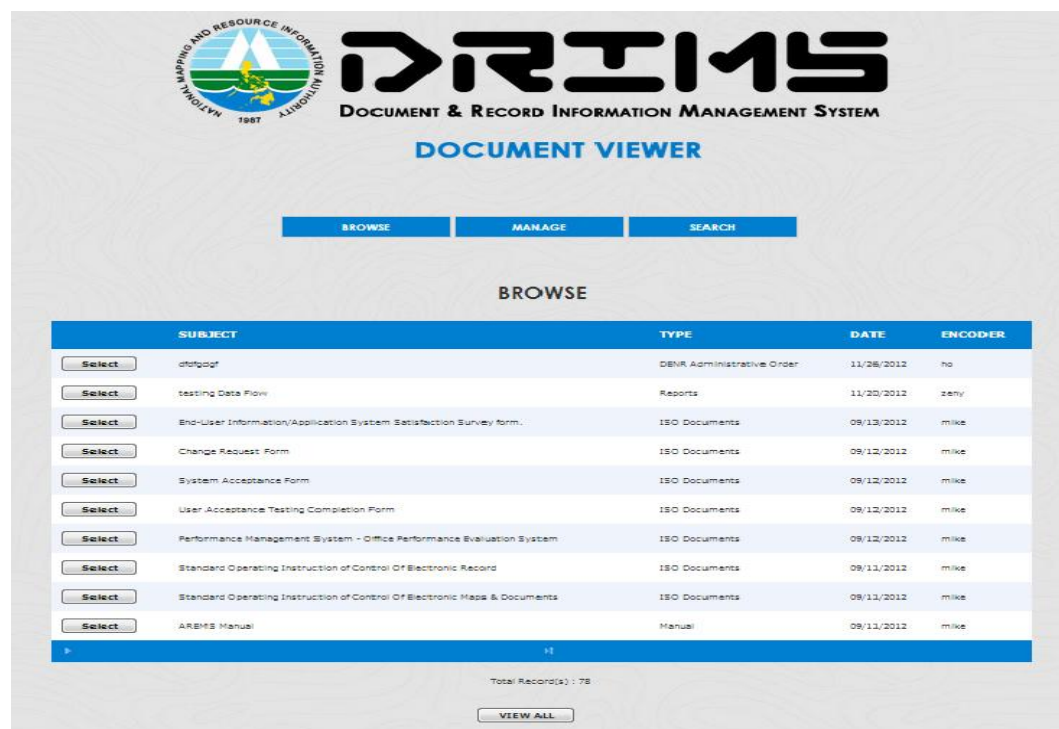 NATIONAL MAPPING AND RESOURCE INFORMATION AUTHORITY
1987
DRIMS
DOCUMENT & RECORD INFORMATION MANAGEMENT SYSTEM
DOCUMENT VIEWER
BROWSE MANAGE SEARCH
BROWSE
SUBJECT TYPE DATE ENCODER
Select DENR Administrative Order 11/26/2012 ho
Select testing Data Flow Reports 11/20/2012 zeny
Select End-User Information/Application System Satisfaction Survey form. ISO Documents 09/13/2012 mike
Select Change Request Form ISO Documents 09/12/2012 mike
Select System Acceptance Form ISO Documents 09/12/2012 mike
Select User Acceptance Testing Completion Form ISO Documents 09/12/2012 mike
Select Performance Management System - Office Performance Evaluation System ISO Documents 09/12/2012 mike
Select Standard Operating Instruction of Control Of Electronic Record ISO Documents 09/11/2012 mike
Select Standard Operating Instruction of Control Of Electronic Maps & Documents ISO Documents 09/11/2012 mike
Select AREMS Manual Manual 09/11/2012 mike
Total Record(s) : 78
VIEW ALL